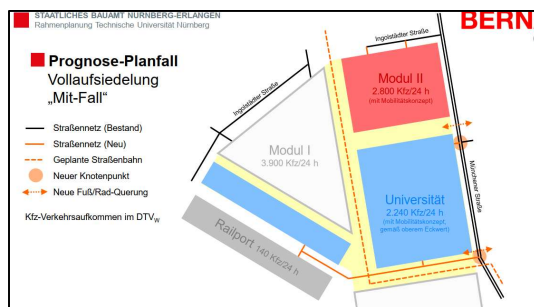 STAATLICHES BAUAMT NÜRNBERG-ERLANGEN
Rahmenplanung Technische Universität Nürnberg
BERN
Prognose-Planfall
Vollaufsiedelung
„Mit-Fall"
Straßennetz (Bestand)
Straßennetz (Neu)
Geplante Straßenbahn
Neuer Knotenpunkt
Neue Fuß/Rad-Querung
Kfz-Verkehrsaufkommen im DTVw
Ingolstädter Straße
Ingolstädter Straße
Modul II
2.800 Kfz/24 h
(mit Mobilitätskonzept)
Modul I
3.900 Kfz/24 h
Münchener Straße
Universität
2.240 Kfz/24 h
(mit Mobilitätskonzept,
gemäß oberem Eckwert)
Railport 140 Kfz/24 h